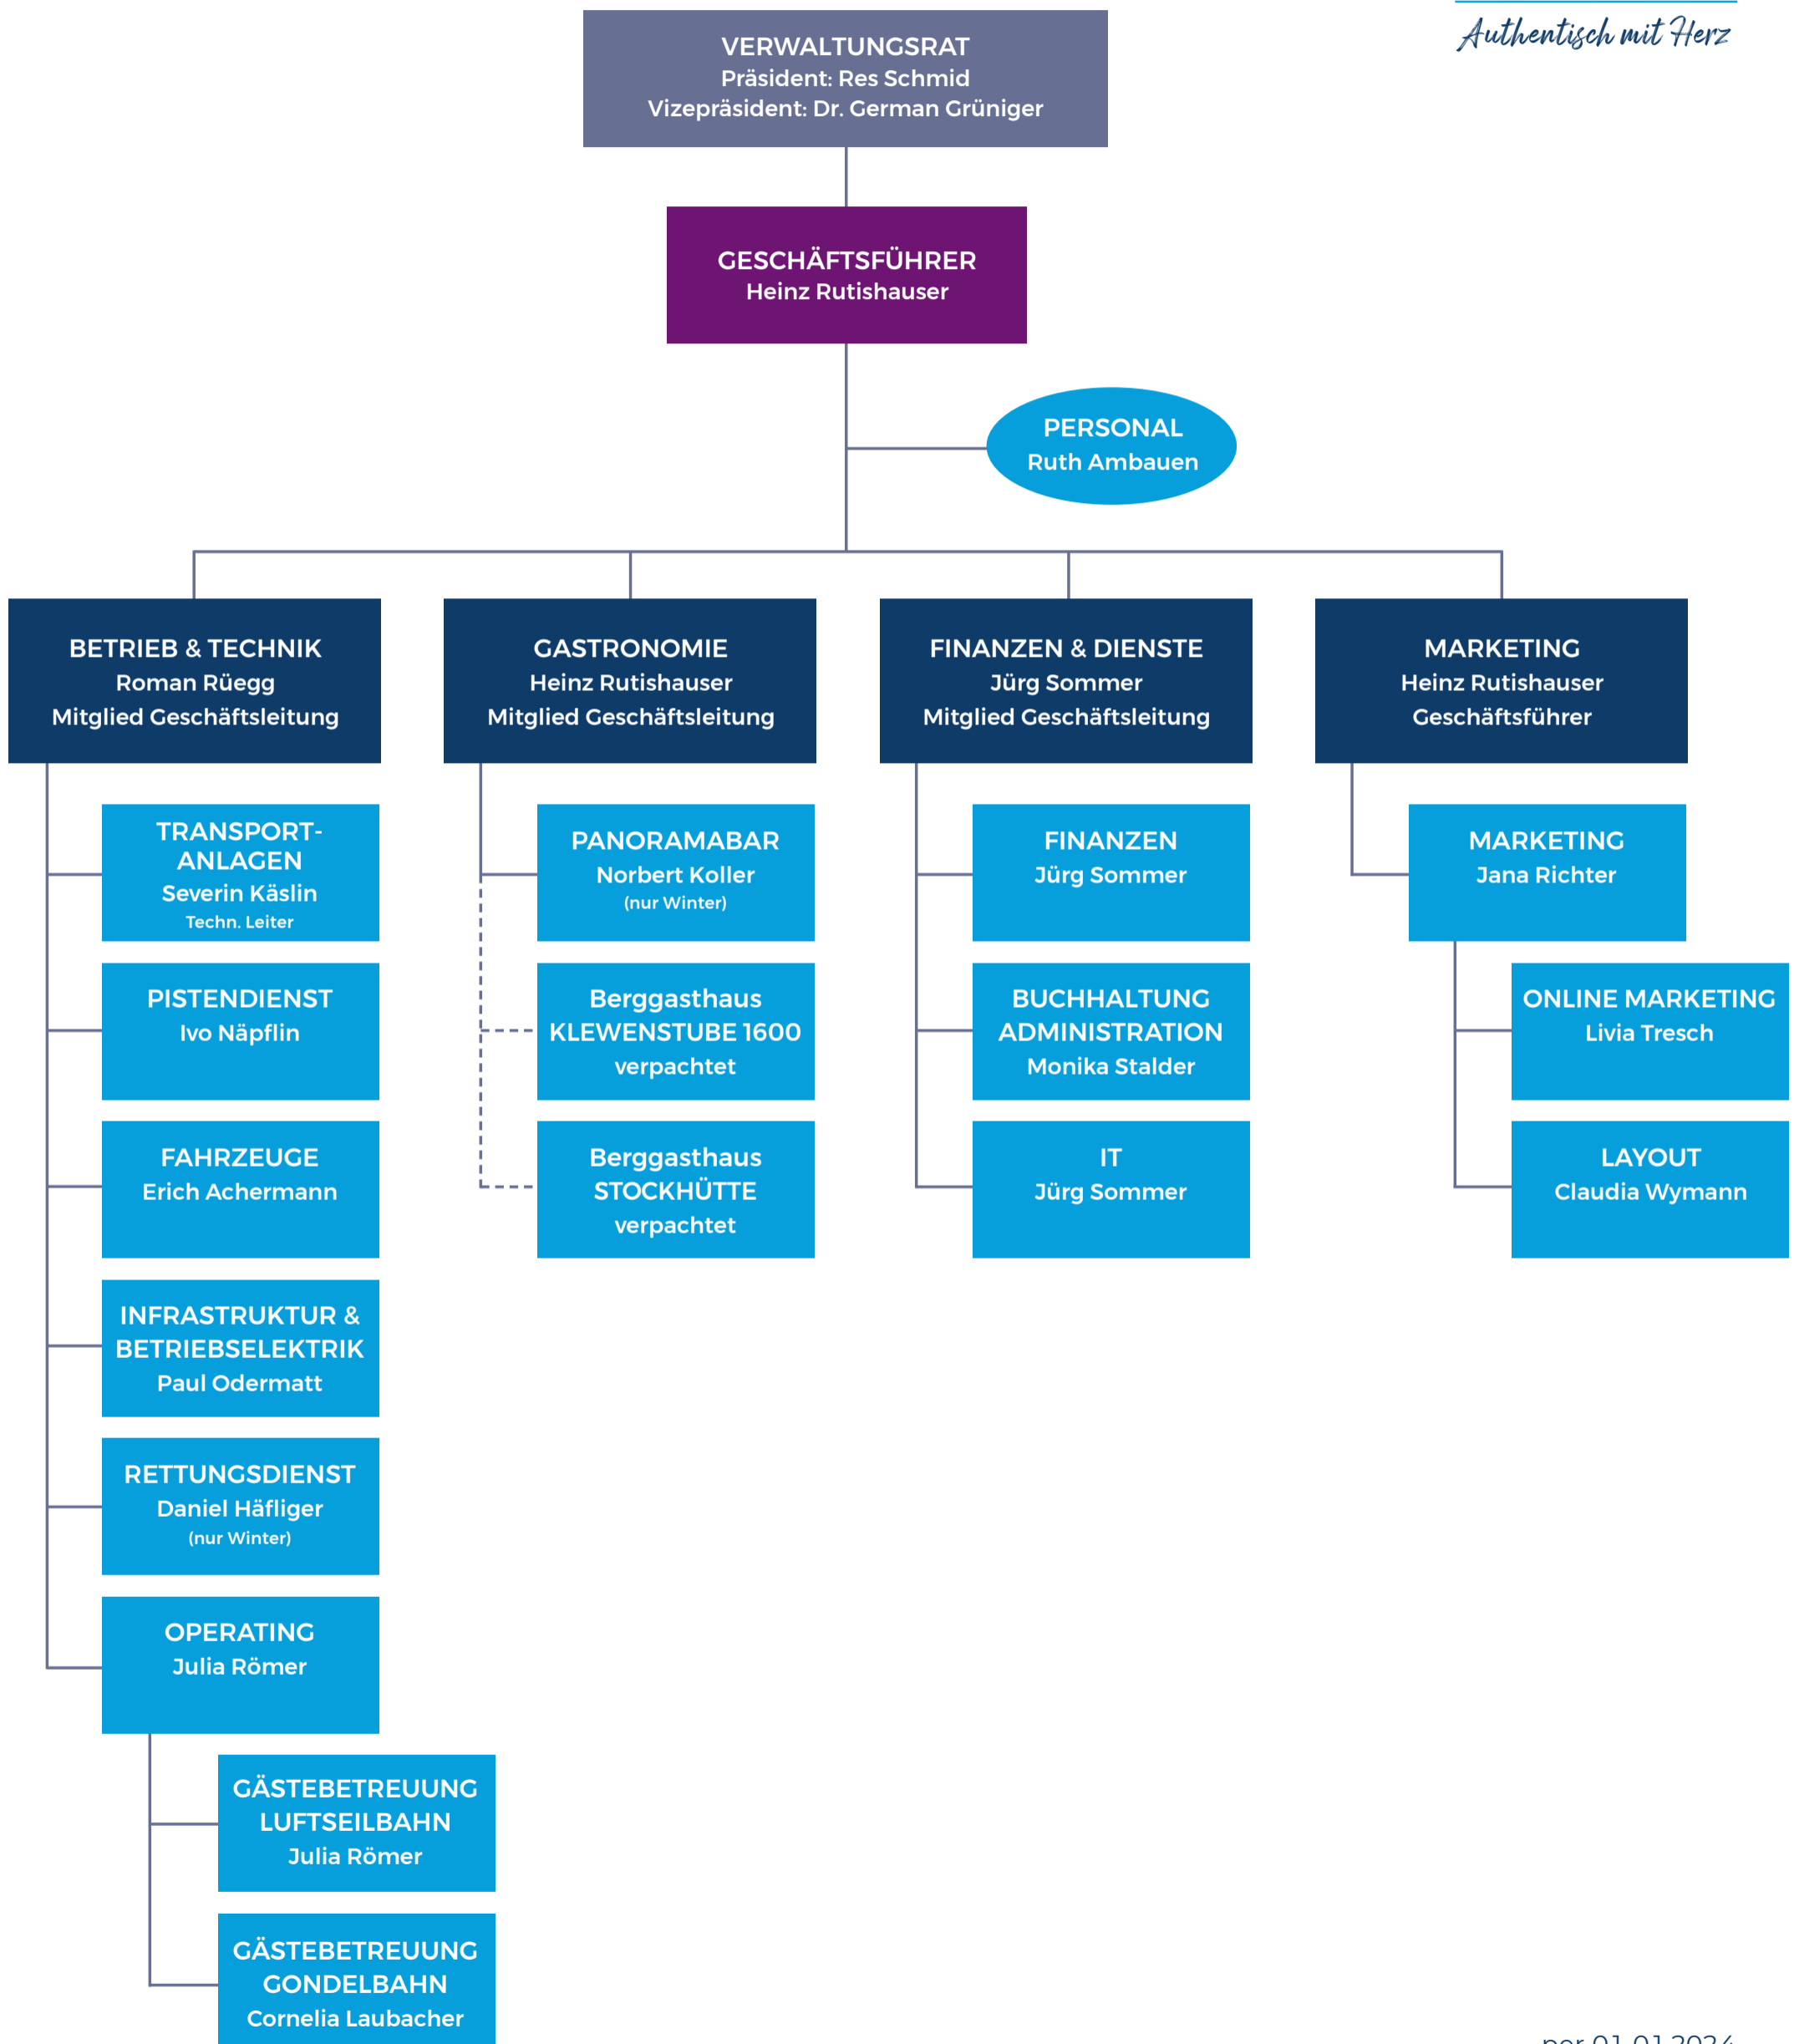 Authentisch mit Herz
VERWALTUNGSRAT
Präsident: Res Schmid
Vizepräsident: Dr. German Grüniger
GESCHÄFTSFÜHRER
Heinz Rutishauser
PERSONAL
Ruth Ambauen
BETRIEB & TECHNIK
Roman Rüegg
Mitglied Geschäftsleitung
TRANSPORT-
ANLAGEN
Severin Käslin
Techn. Leiter
PISTENDIENST
Ivo Näpflin
FAHRZEUGE
Erich Achermann
INFRASTRUKTUR &
BETRIEBSELEKTRIK
Paul Odermatt
RETTUNGSDIENST
Daniel Häfliger
(nur Winter)
OPERATING
Julia Römer
GÄSTEBETREUUNG
LUFTSEILBAHN
Julia Römer
GÄSTEBETREUUNG
GONDELBAHN
Cornelia Laubacher
GASTRONOMIE
Heinz Rutishauser
Mitglied Geschäftsleitung
PANORAMABAR
Norbert Koller
(nur Winter)
Berggasthaus
KLEWENSTUBE 1600
verpachtet
Berggasthaus
STOCKHÜTTE
verpachtet
FINANZEN & DIENSTE
Jürg Sommer
Mitglied Geschäftsleitung
FINANZEN
Jürg Sommer
BUCHHALTUNG
ADMINISTRATION
Monika Stalder
IT
Jürg Sommer
MARKETING
Heinz Rutishauser
Geschäftsführer
MARKETING
Jana Richter
ONLINE MARKETING
Livia Tresch
LAYOUT
Claudia Wymann
per 01.01.2024